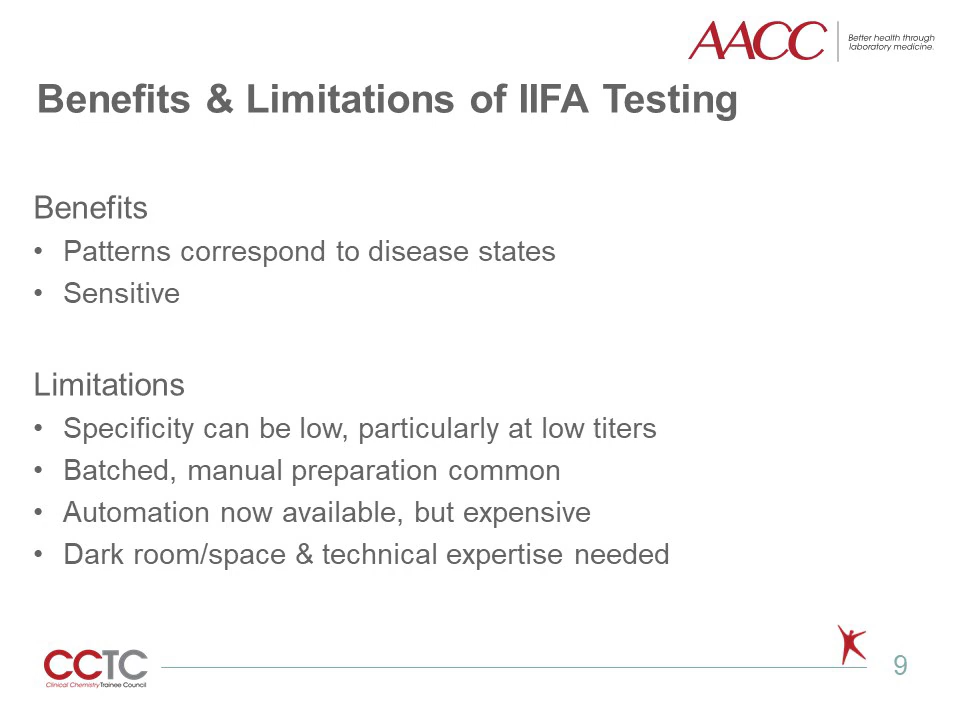 AACC
Better health through
laboratory medicine.
Benefits & Limitations of IIFA Testing
Benefits
• Patterns correspond to disease states
• Sensitive
Limitations
• Specificity can be low, particularly at low titers
• Batched, manual preparation common
• Automation now available, but expensive
• Dark room/space & technical expertise needed
CCTC
Clinical Chemistry Trainee Council
9